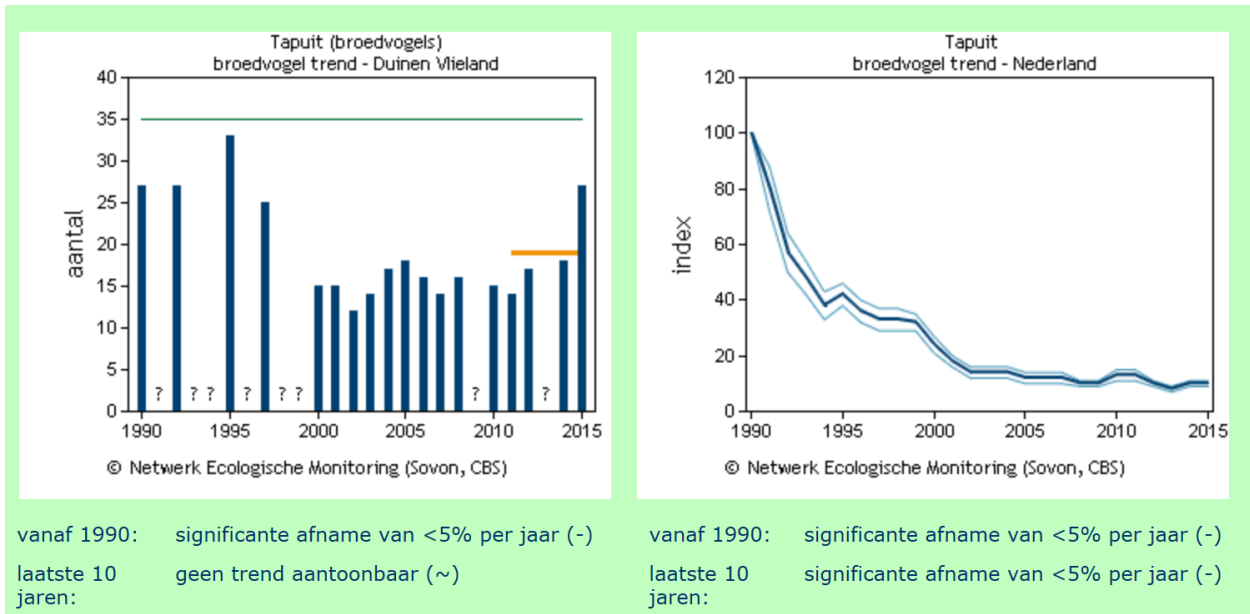 Tapuit (broedvogels)
broedvogel trend - Duinen Vlieland
40
35
30
25
20
15
10
5
0
aantal
? ? ? ? ? ? ? ?
1990 1995 2000 2005 2010 2015
© Netwerk Ecologische Monitoring (Sovon, CBS)
vanaf 1990: significante afname van <5% per jaar (-)
laatste 10 geen trend aantoonbaar (~)
jaren:
Tapuit
broedvogel trend - Nederland
120
100
80
60
40
20
0
index
1990 1995 2000 2005 2010 2015
© Netwerk Ecologische Monitoring (Sovon, CBS)
vanaf 1990: significante afname van <5% per jaar (-)
laatste 10 significante afname van <5% per jaar (-)
jaren: